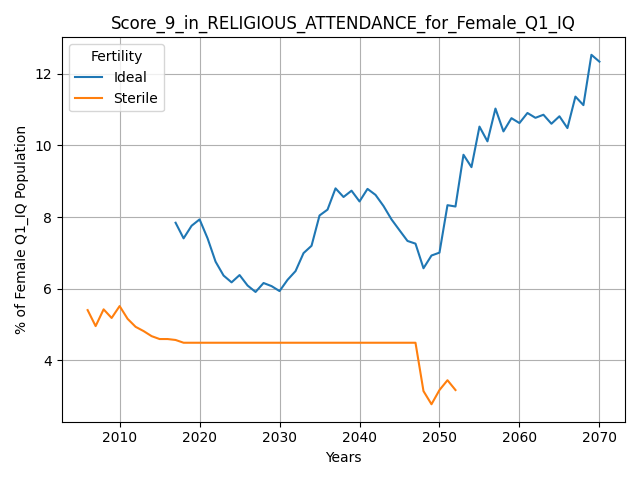 Score_9_in_RELIGIOUS_ATTENDANCE_for_Female_Q1_IQ
Fertility
Ideal
Sterile
% of Female Q1_IQ Population
12
10
8
6
4
2010 2020 2030 2040 2050 2060 2070
Years